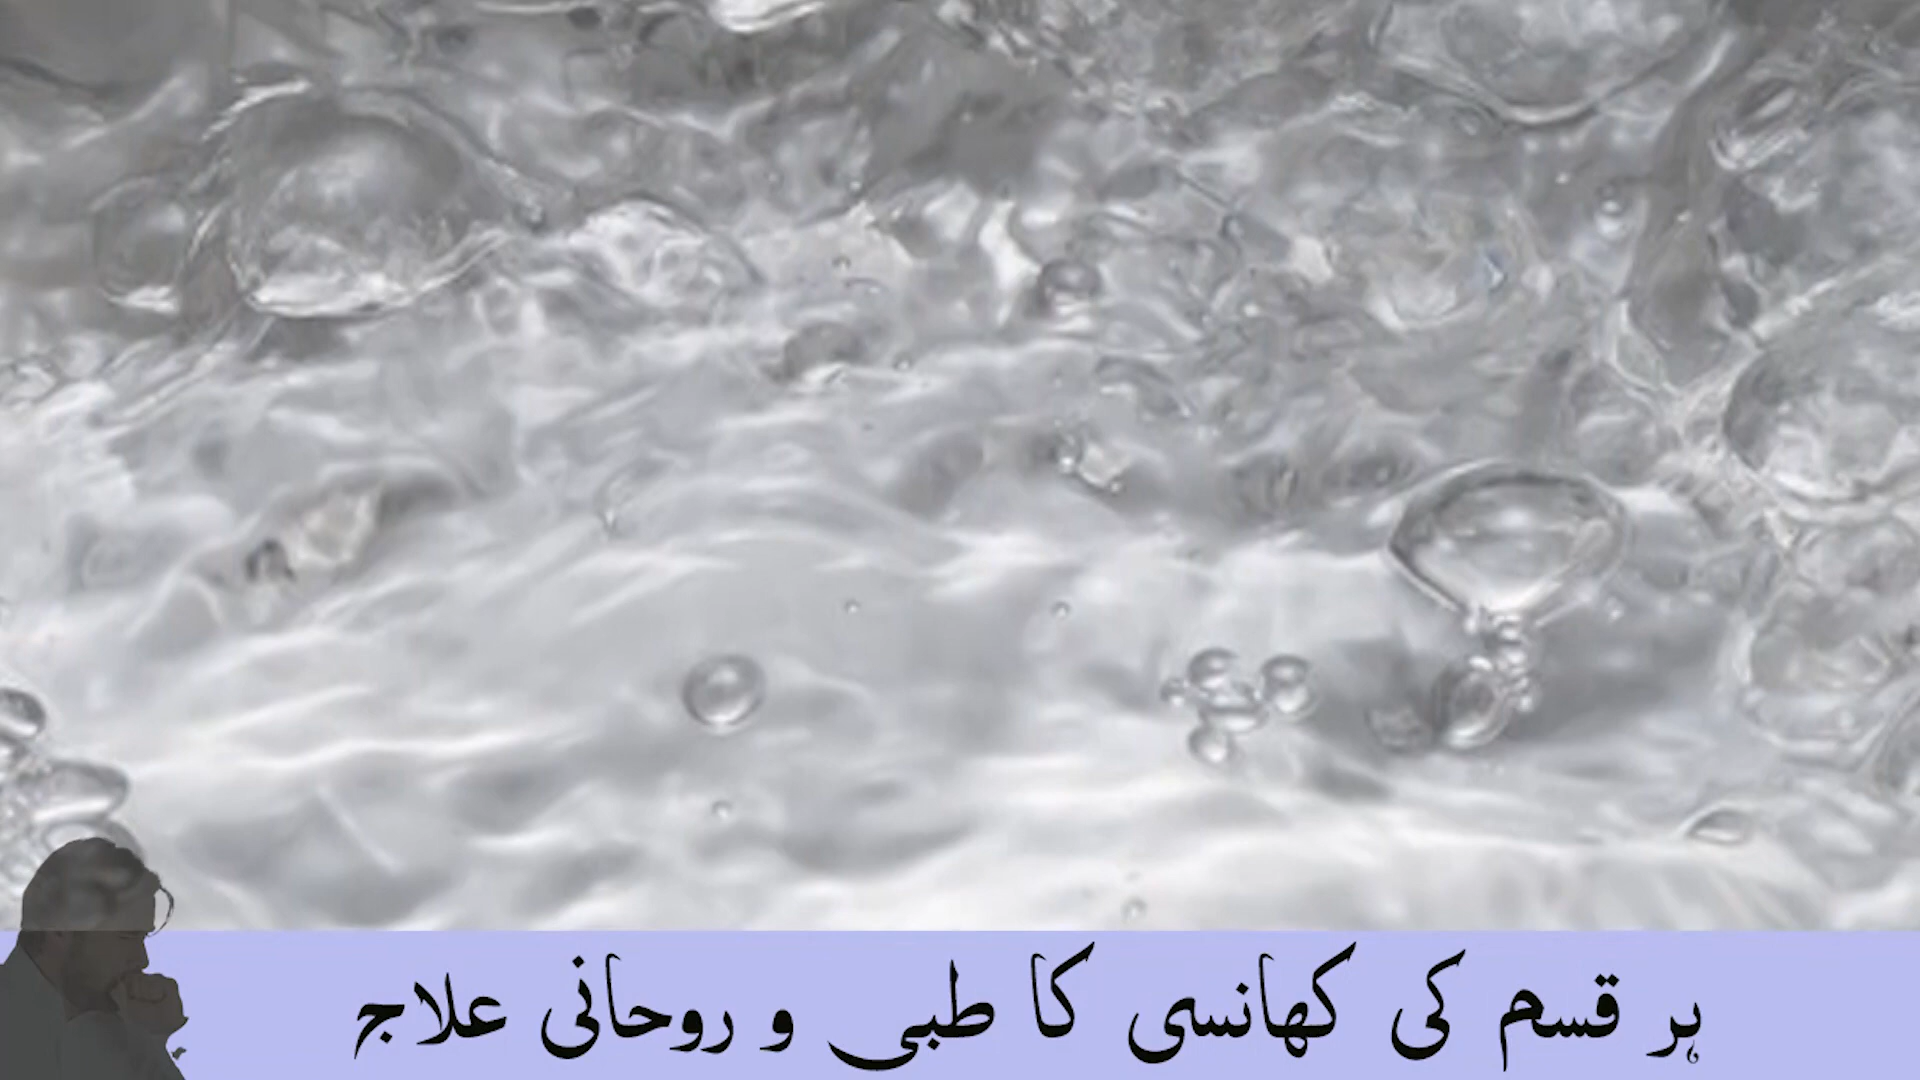 ہر قسم کی کھانسی کا طبی و روحانی علاج